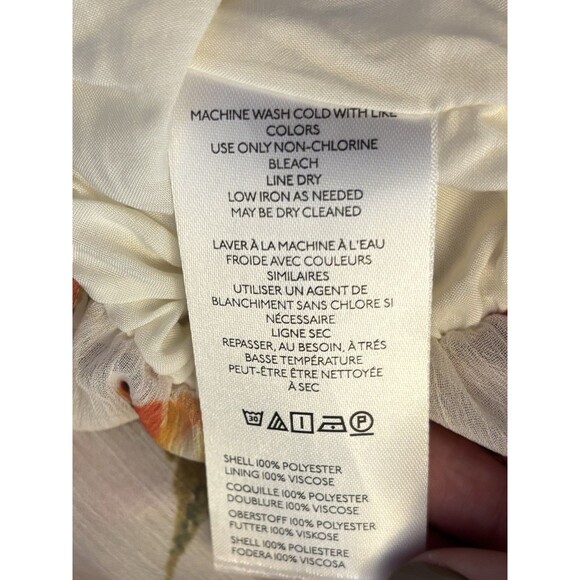 MACHINE WASH COLD WITH LIKE
COLORS
USE ONLY NON-CHLORINE
BLEACH
LINE DRY
LOW IRON AS NEEDED
MAY BE DRY CLEANED
LAVER À LA MACHINE À L'EAU
FROIDE AVEC COULEURS
SIMILAIRES
UTILISER UN AGENT DE
BLANCHIMENT SANS CHLORE SI
NÉCESSAIRE
LIGNE SEC
REPASSER, AU BESOIN, À TRÉS
BASSE TEMPÉRATURE
PEUT-ÊTRE ÊTRE NETTOYÉE
À SEC
30 P
SHELL 100% POLYESTER
LINING 100% VISCOSE
COQUILLE 100% POLYESTER
DOUBLURE 100% VISCOSE
OBERSTOFF 100% POLYESTER
FUTTER 100% VISKOSE
SHELL 100% POLIESTERE
FODERA 100% VISCOSA